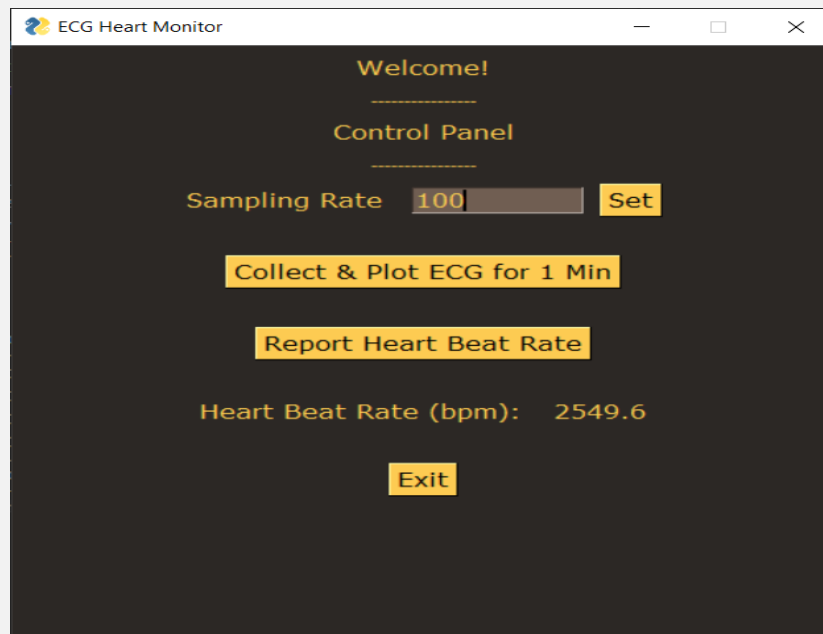 ECG Heart Monitor
Welcome!
----------------
Control Panel
----------------
Sampling Rate 100 Set
Collect & Plot ECG for 1 Min
Report Heart Beat Rate
Heart Beat Rate (bpm): 2549.6
Exit